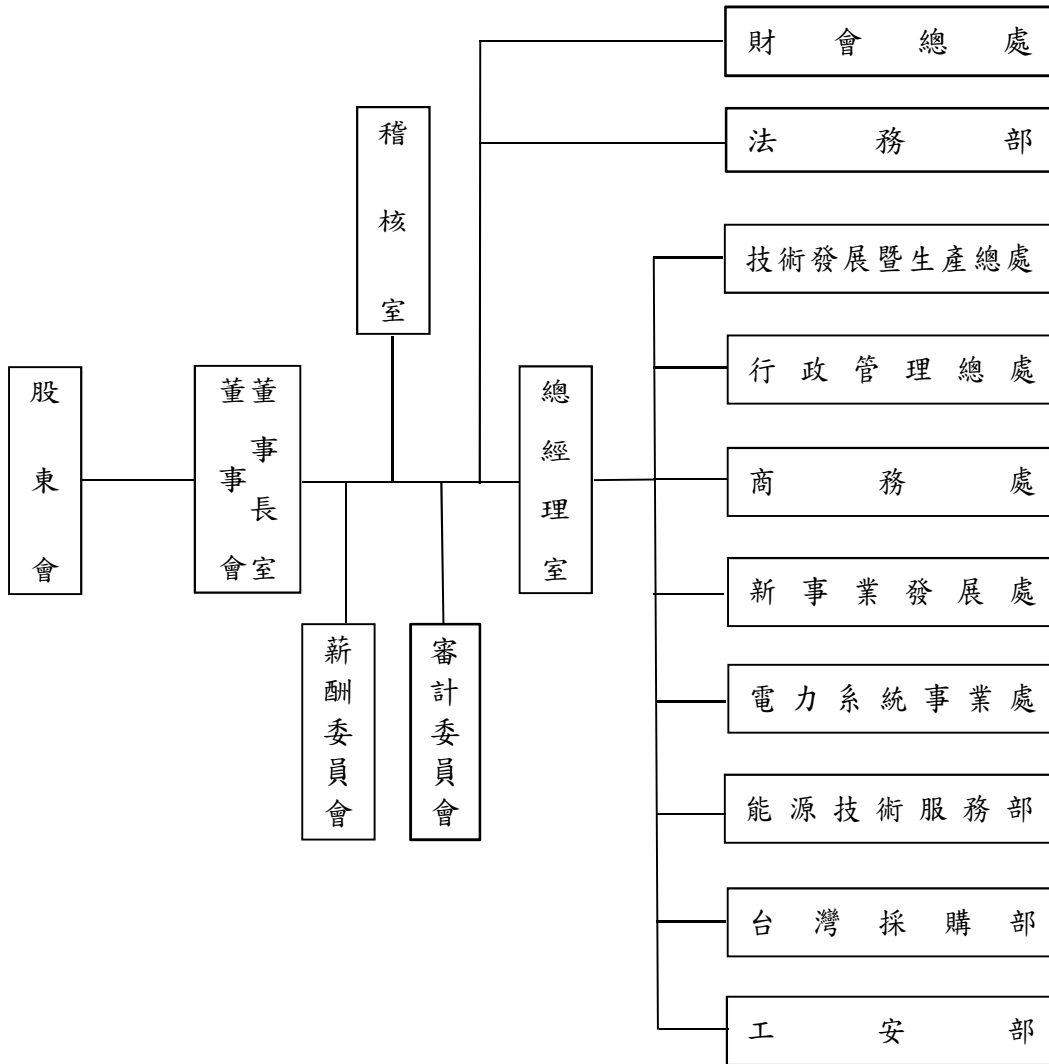 財會總處
法務部
稽核室
技術發展暨生產總處
行政管理總處
股東會
董事會
董事長室
總經理室
商務處
新事業發展處
薪酬委員會
審計委員會
電力系統事業處
能源技術服務部
台灣採購部
工安部